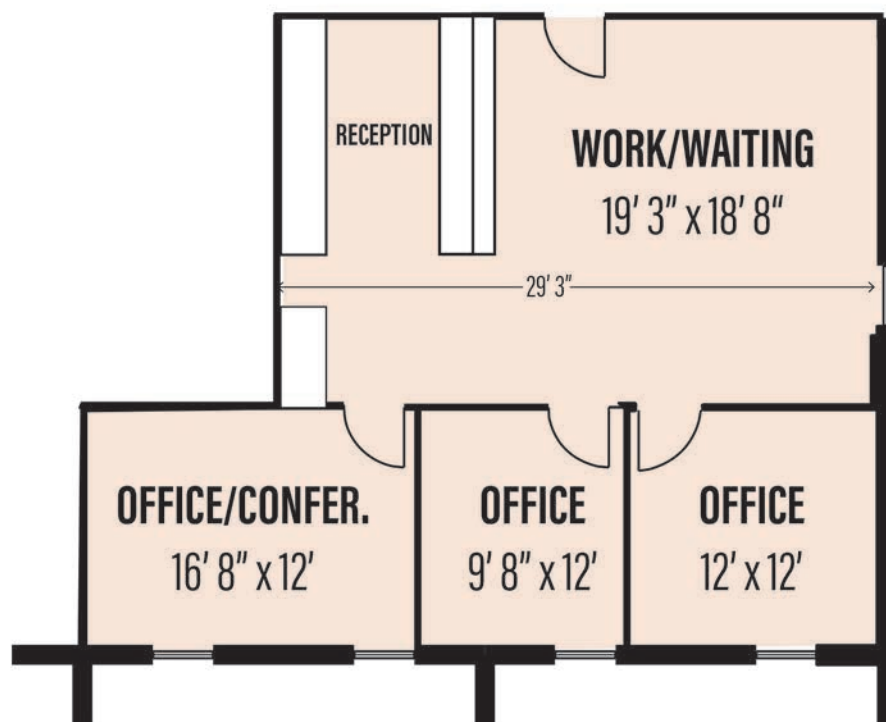 RECEPTION
WORK/WAITING
19' 3" x 18' 8"
29' 3"
OFFICE/CONFER.
16' 8" x 12'
OFFICE
9' 8" x 12'
OFFICE
12' x 12'